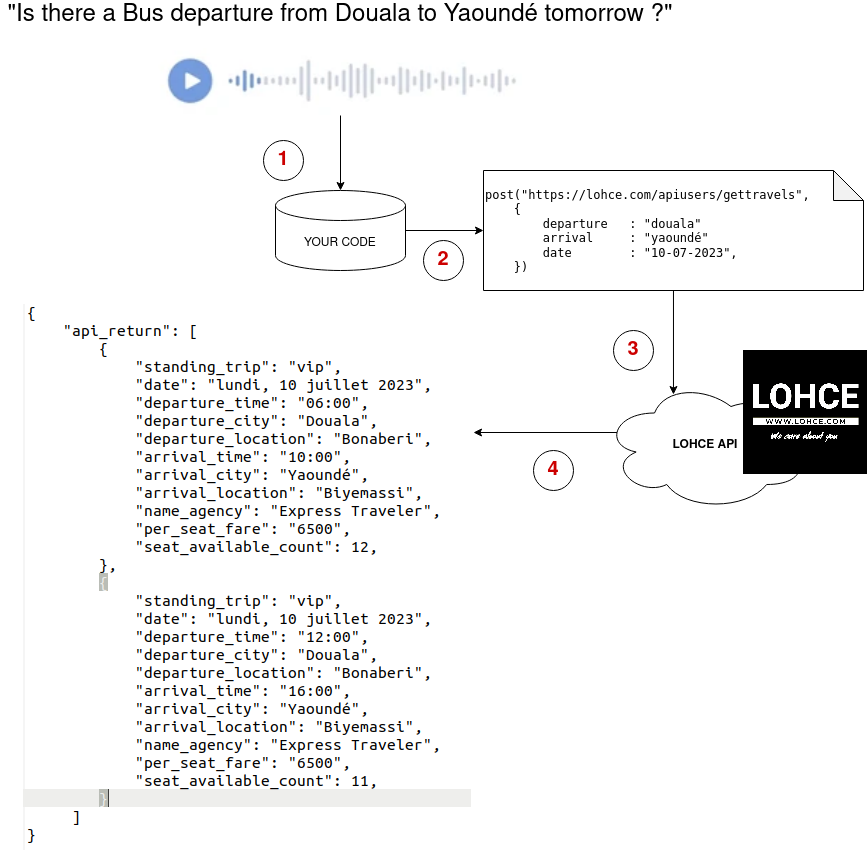 "Is there a Bus departure from Douala to Yaoundé tomorrow ?"
1
YOUR CODE
2
post("https://lohce.com/apiusers/gettravels",
{
departure : "douala"
arrival : "yaoundé"
date : "10-07-2023",
})
3
LOHCE API
LOHCE
WWW.LOHCE.COM
We care about you
4
{
"api_return": [
{
"standing_trip": "vip",
"date": "lundi, 10 juillet 2023",
"departure_time": "06:00",
"departure_city": "Douala",
"departure_location": "Bonaberi",
"arrival_time": "10:00",
"arrival_city": "Yaoundé",
"arrival_location": "Biyemassi",
"name_agency": "Express Traveler",
"per_seat_fare": "6500",
"seat_available_count": 12,
},
{
"standing_trip": "vip",
"date": "lundi, 10 juillet 2023",
"departure_time": "12:00",
"departure_city": "Douala",
"departure_location": "Bonaberi",
"arrival_time": "16:00",
"arrival_city": "Yaoundé",
"arrival_location": "Biyemassi",
"name_agency": "Express Traveler",
"per_seat_fare": "6500",
"seat_available_count": 11,
}
]
}